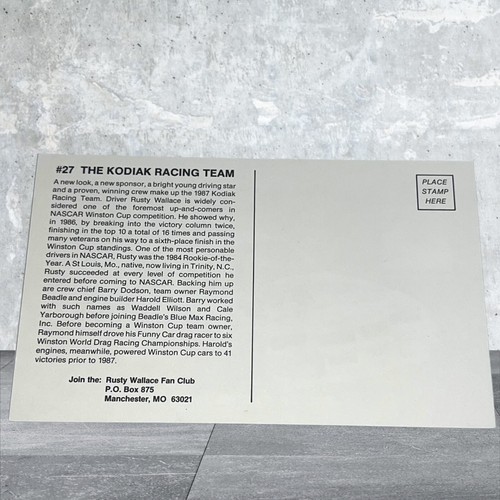 #27 THE KODIAK RACING TEAM
A new look, a new sponsor, a bright young driving star
and a proven, winning crew make up the 1987 Kodiak
Racing Team. Driver Rusty Wallace is widely con-
sidered one of the foremost up-and-comers in
NASCAR Winston Cup competition. He showed why,
in 1986, by breaking into the victory column twice,
finishing in the top 10 a total of 16 times and passing
many veterans on his way to a sixth-place finish in the
Winston Cup standings. One of the most personable
drivers in NASCAR, Rusty was the 1984 Rookie-of-the-
Year. A St Louis, Mo., native, now living in Trinity, N.C.,
Rusty succeeded at every level of competition he
entered before coming to NASCAR. Backing him up
are crew chief Barry Dodson, team owner Raymond
Beadle and engine builder Harold Elliott. Barry worked
with such names as Waddell Wilson and Cale
Yarborough before joining Beadle's Blue Max Racing,
Inc. Before becoming a Winston Cup team owner,
Raymond himself drove his Funny Car drag racer to six
Winston World Drag Racing Championships. Harold's
engines, meanwhile, powered Winston Cup cars to 41
victories prior to 1987.
Join the: Rusty Wallace Fan Club
P.O. Box 875
Manchester, MO 63021
PLACE
STAMP
HERE